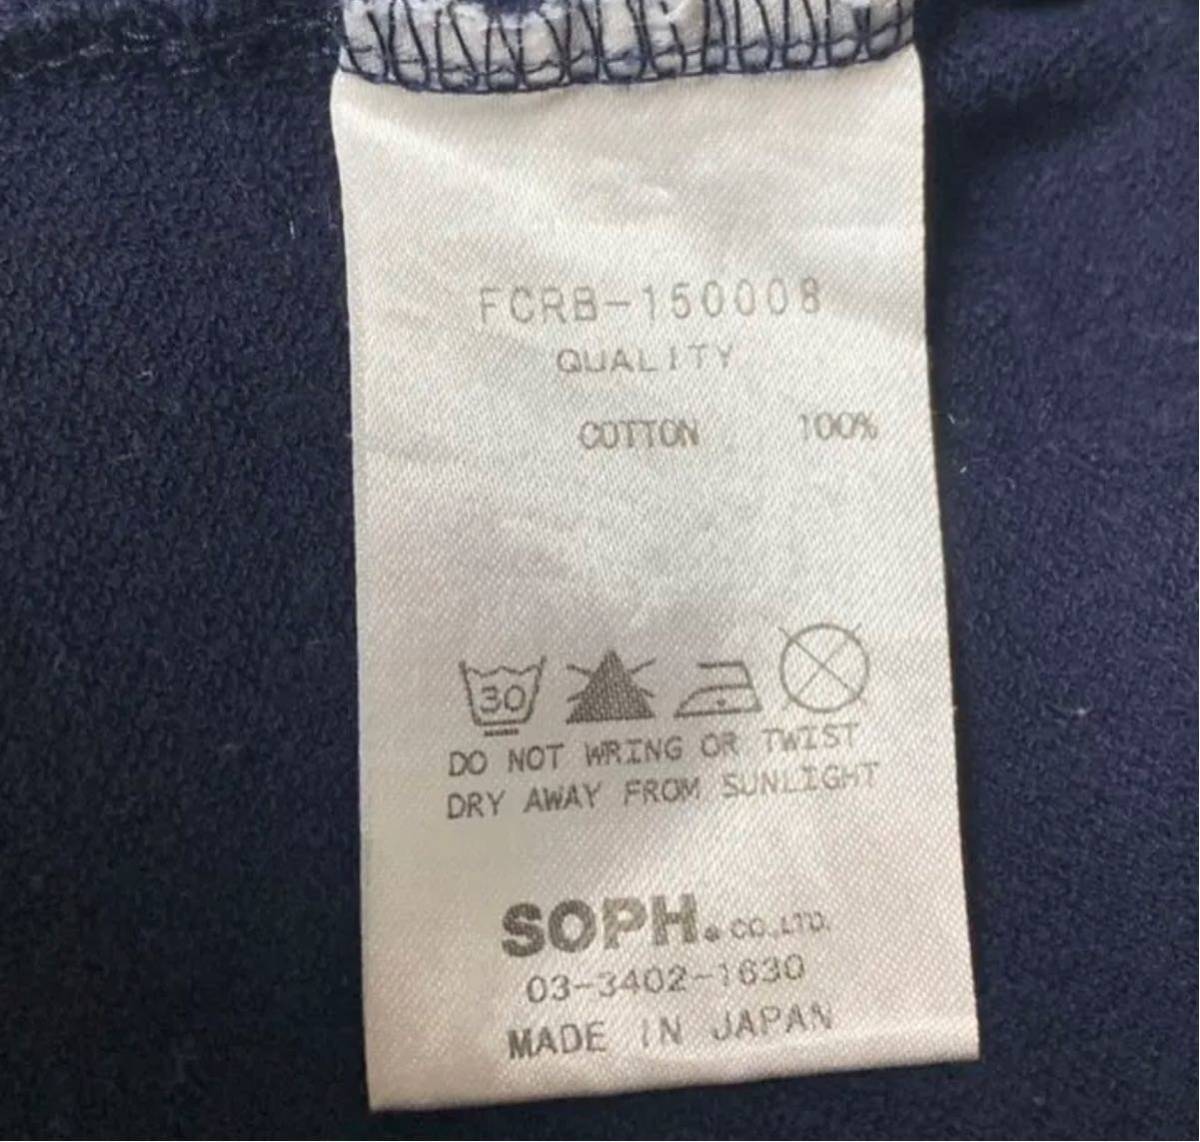 FCRB-150008
QUALITY
COTTON 100%
30
DO NOT WRING OR TWIST
DRY AWAY FROM SUNLIGHT
SOPH. CO.,LTD.
03-3402-1630
MADE IN JAPAN